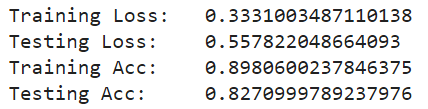 Training Loss: 0.3331003487110138
Testing Loss: 0.557822048664093
Training Acc: 0.8980600237846375
Testing Acc: 0.8270999789237976